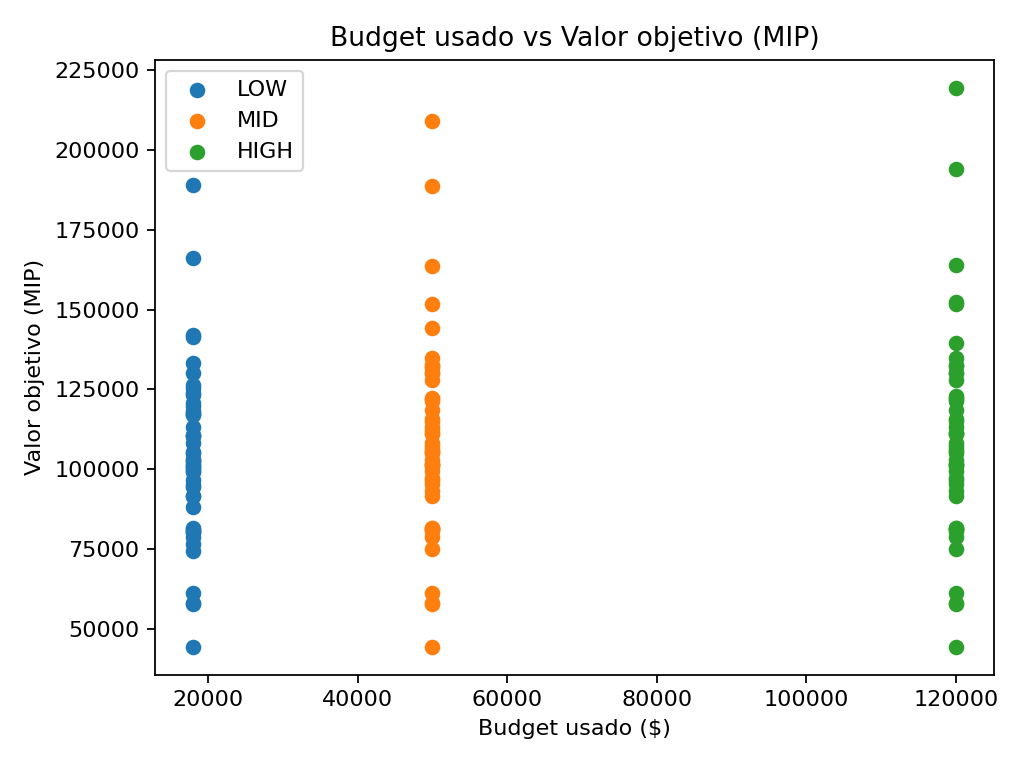 Budget usado vs Valor objetivo (MIP)
225000
200000
175000
150000
125000
100000
75000
50000
Valor objetivo (MIP)
LOW
MID
HIGH
20000
40000
60000
80000
100000
120000
Budget usado ($)